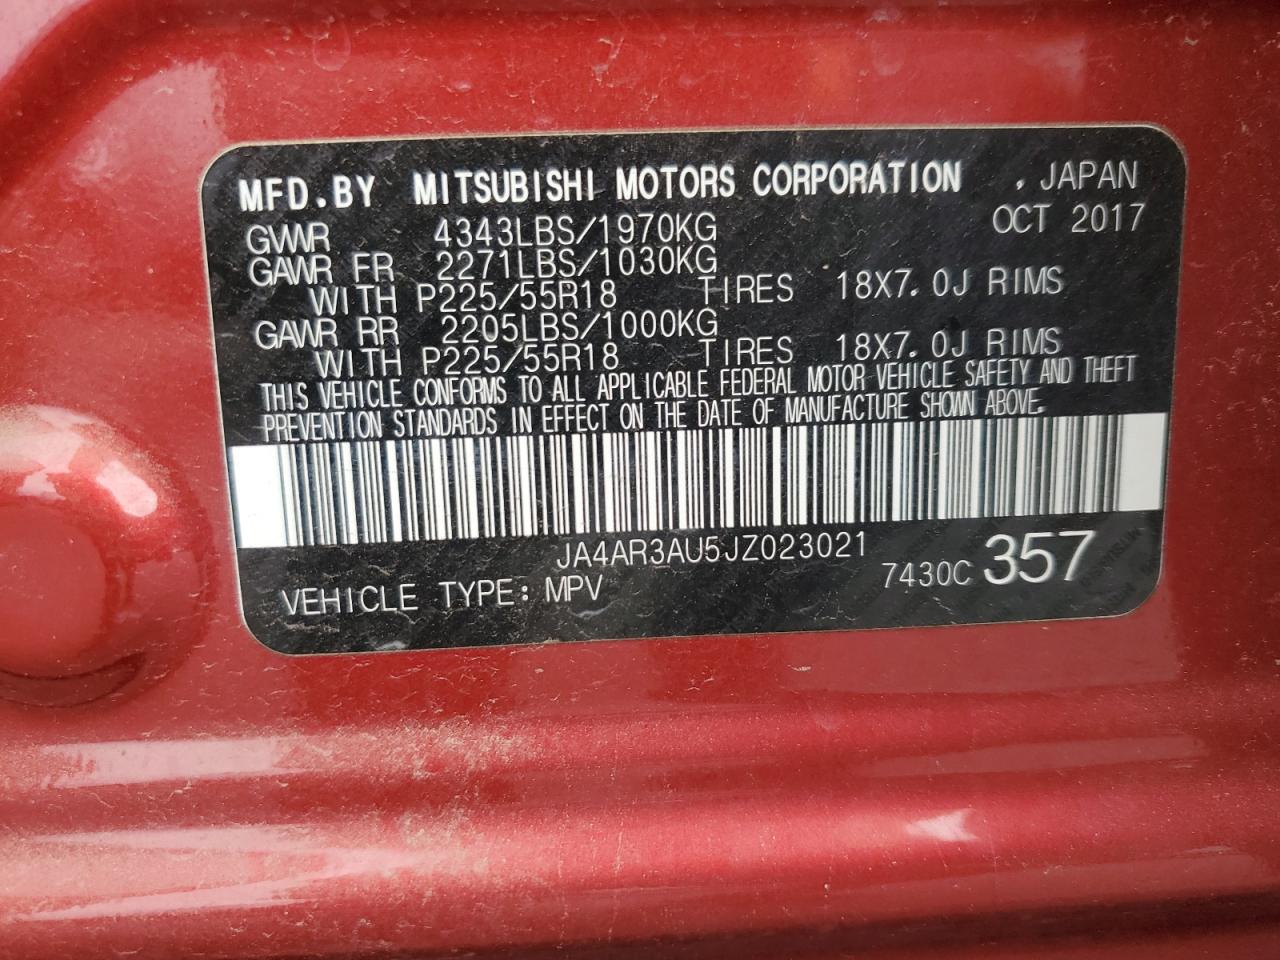 MFD.BY MITSUBISHI MOTORS CORPORATION , JAPAN
OCT 2017
GVWR 4343LBS/1970KG
GAWR FR 2271LBS/1030KG
WITH P225/55R18 TIRES 18X7.0J RIMS
GAWR RR 2205LBS/1000KG
WITH P225/55R18 TIRES 18X7.0J RIMS
THIS VEHICLE CONFORMS TO ALL APPLICABLE FEDERAL MOTOR VEHICLE SAFETY AND THEFT
PREVENTION STANDARDS IN EFFECT ON THE DATE OF MANUFACTURE SHOWN ABOVE.
JA4AR3AU5JZ023021
VEHICLE TYPE: MPV 7430C 357